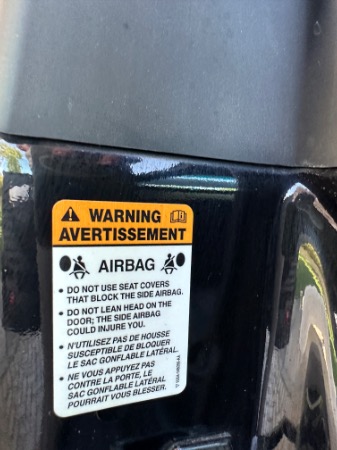 WARNING
AVERTISSEMENT
AIRBAG
• DO NOT USE SEAT COVERS
THAT BLOCK THE SIDE AIRBAG.
• DO NOT LEAN HEAD ON THE
DOOR; THE SIDE AIRBAG
COULD INJURE YOU.
• N'UTILISEZ PAS DE HOUSSE
SUSCEPTIBLE DE BLOQUER
LE SAC GONFLABLE LATÉRAL.
• NE VOUS APPUYEZ PAS
CONTRE LA PORTE, LE
SAC GONFLABLE LATÉRAL
POURRAIT VOUS BLESSER.